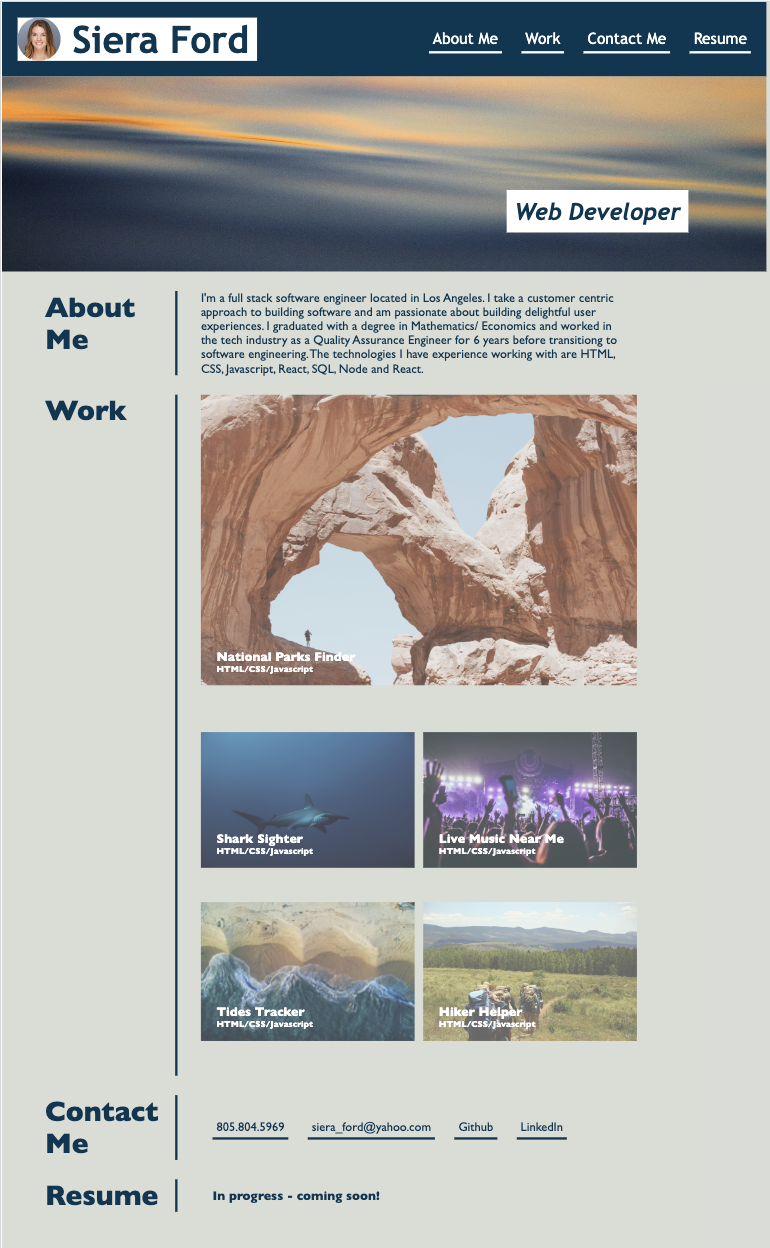 Siera Ford
About Me
Work
Contact Me
Resume
Web Developer
About
Me
I'm a full stack software engineer located in Los Angeles. I take a customer centric
approach to building software and am passionate about building delightful user
experiences. I graduated with a degree in Mathematics/ Economics and worked in
the tech industry as a Quality Assurance Engineer for 6 years before transitiong to
software engineering. The technologies I have experience working with are HTML,
CSS, Javascript, React, SQL, Node and React.
Work
National Parks Finder
HTML/CSS/Javascript
Shark Sighter
HTML/CSS/Javascript
Live Music Near Me
HTML/CSS/Javascript
Tides Tracker
HTML/CSS/Javascript
Hiker Helper
HTML/CSS/Javascript
Contact
Me
805.804.5969
siera_ford@yahoo.com
Github
LinkedIn
Resume
In progress - coming soon!